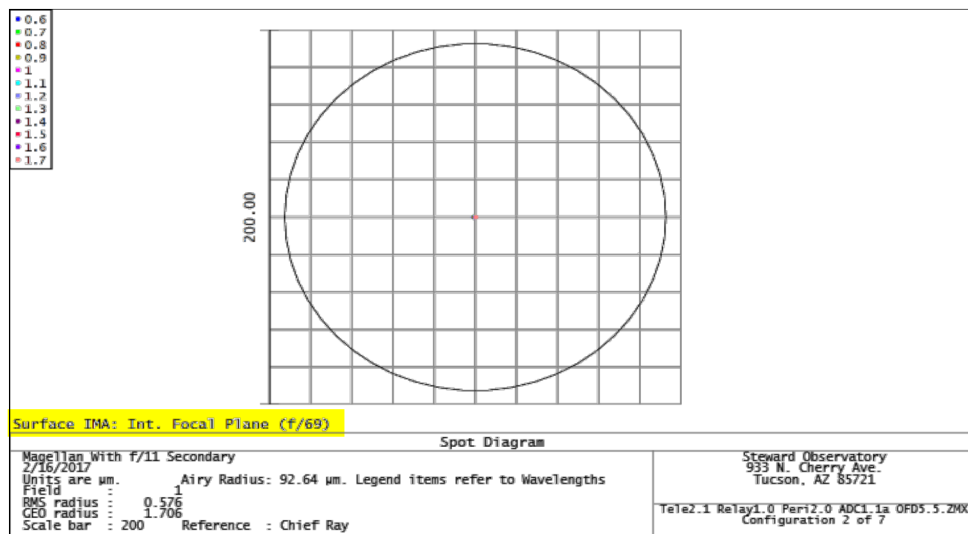 0.6
0.7
0.8
0.9
1
1.1
1.2
1.3
1.4
1.5
1.6
1.7
200.00
Surface IMA: Int. Focal Plane (f/69)
Spot Diagram
Magellan With f/11 Secondary
2/16/2017
Units are µm. Airy Radius: 92.64 µm. Legend items refer to Wavelengths
Field : 1
RMS radius : 0.576
GEO radius : 1.706
Scale bar : 200 Reference : Chief Ray
Steward Observatory
933 N. Cherry Ave.
Tucson, AZ 85721
Tele2.1 Relay1.0 Peri2.0 ADC1.1a OFD5.5.ZMX
Configuration 2 of 7